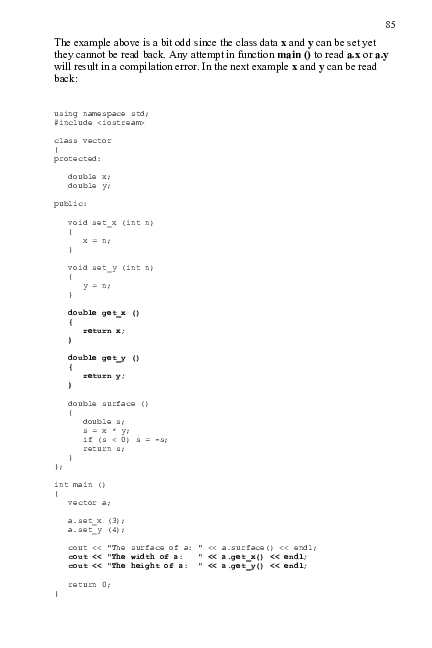 85
The example above is a bit odd since the class data x and y can be set yet
they cannot be read back. Any attempt in function main () to read a.x or a.y
will result in a compilation error. In the next example x and y can be read
back:
using namespace std;
#include <iostream>
class vector
{
protected:
double x;
double y;
public:
void set_x (int n)
{
x = n;
}
void set_y (int n)
{
y = n;
}
double get_x ()
{
return x;
}
double get_y ()
{
return y;
}
double surface ()
{
double s;
s = x * y;
if (s < 0) s = -s;
return s;
}
};
int main ()
{
vector a;
a.set_x (3);
a.set_y (4);
cout << "The surface of a: " << a.surface() << endl;
cout << "The width of a:   " << a.get_x() << endl;
cout << "The height of a:  " << a.get_y() << endl;
return 0;
}